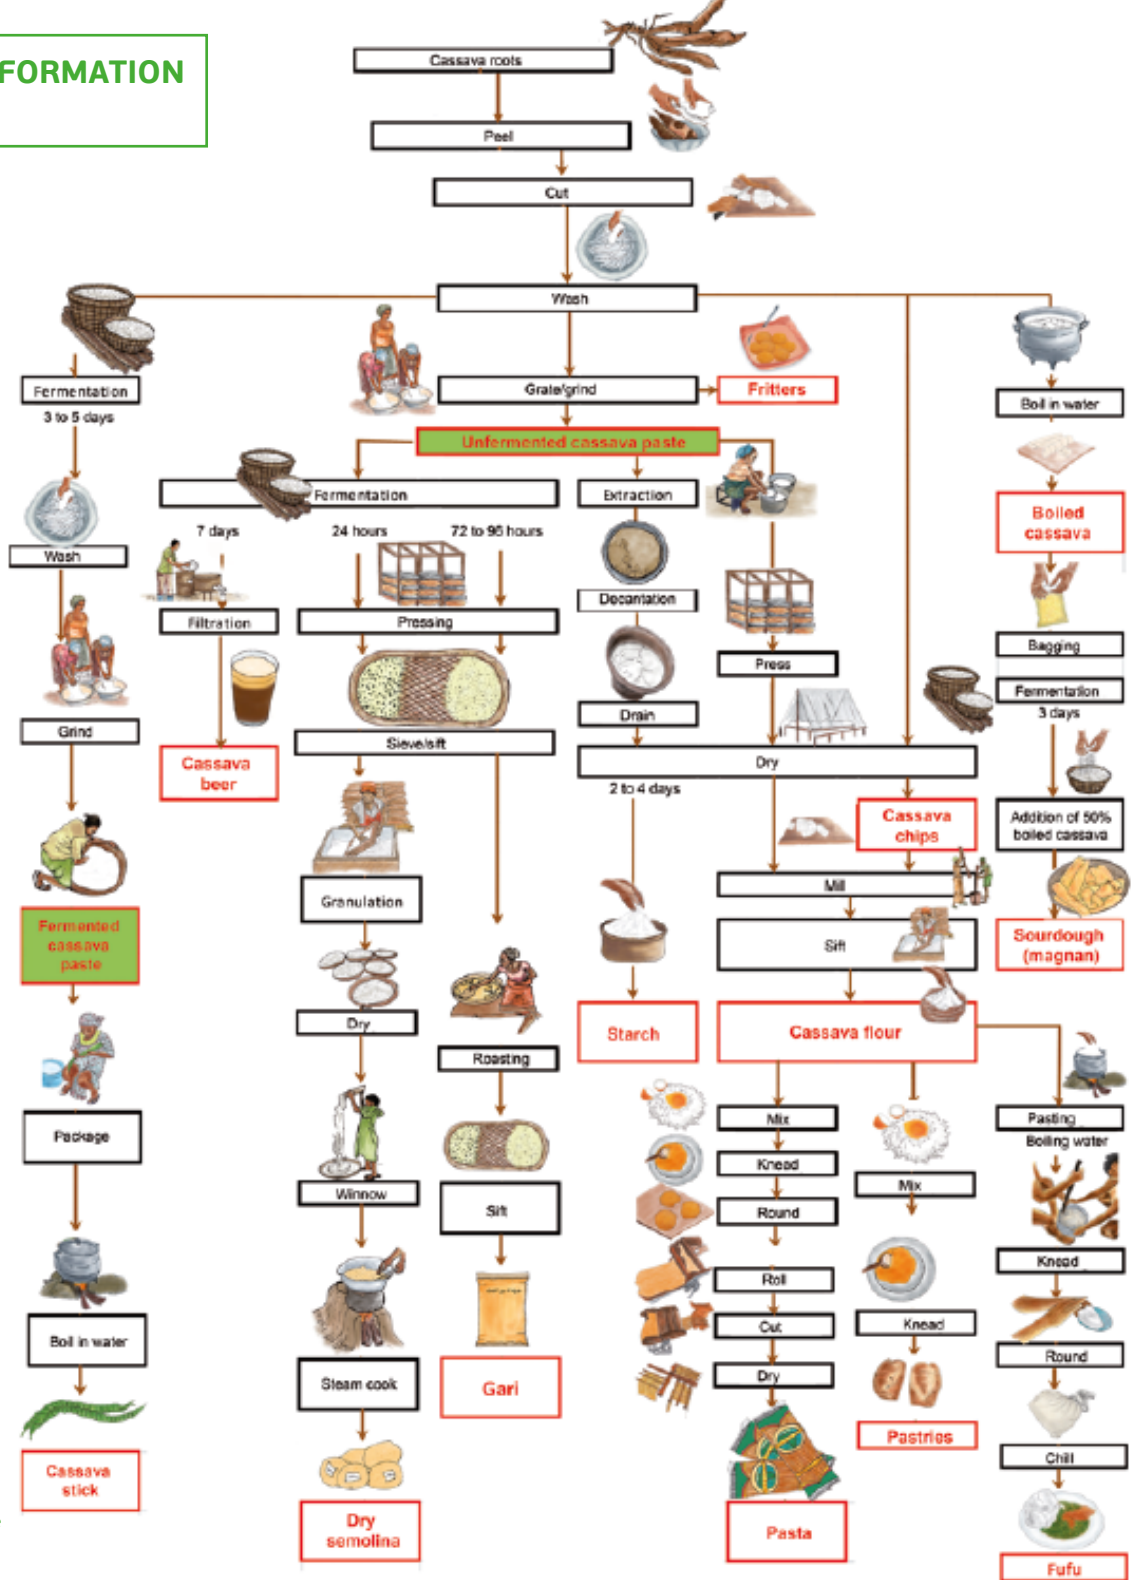 FORMATION
Cassava roots
Peel
Cut
Wash
Fermentation
3 to 5 days
Wash
Grind
Fermented
cassava
paste
Package
Boil in water
Cassava
stick
Grate/grind
Fritters
Unfermented cassava paste
Fermentation
7 days
24 hours
72 to 96 hours
Filtration
Cassava
beer
Pressing
Sieve/sift
Granulation
Dry
Winnow
Steam cook
Dry
semolina
Roasting
Sift
Gari
Extraction
Decantation
Drain
Press
Dry
2 to 4 days
Starch
Cassava
chips
Mill
Sift
Cassava flour
Mix
Knead
Round
Roll
Cut
Dry
Pasta
Mix
Knead
Pastries
Pasting
Boiling water
Knead
Round
Chill
Fufu
Boil in water
Boiled
cassava
Bagging
Fermentation
3 days
Addition of 50%
boiled cassava
Sourdough
(magnan)